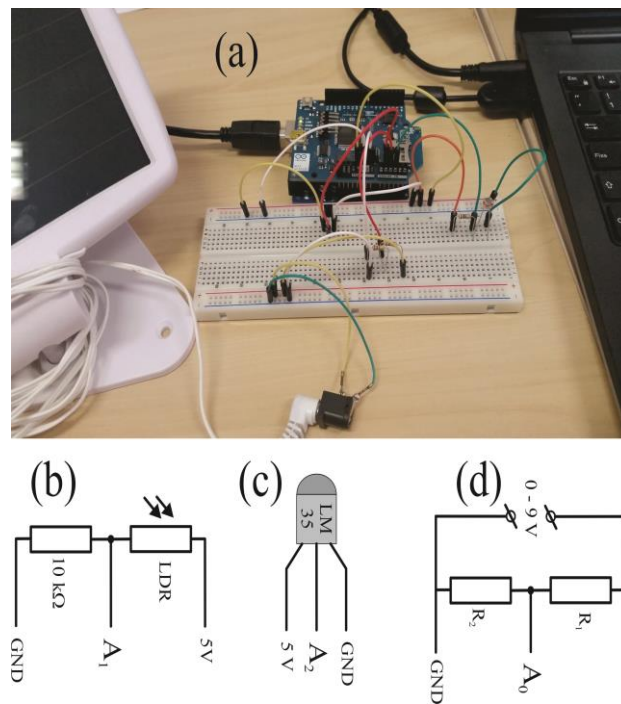 (a)
(b)
10 kΩ
LDR
GND
A₁
5V
(c)
LM
35
5 V
A₂
GND
(d)
0 - 9 V
R₂
R₁
GND
A₀